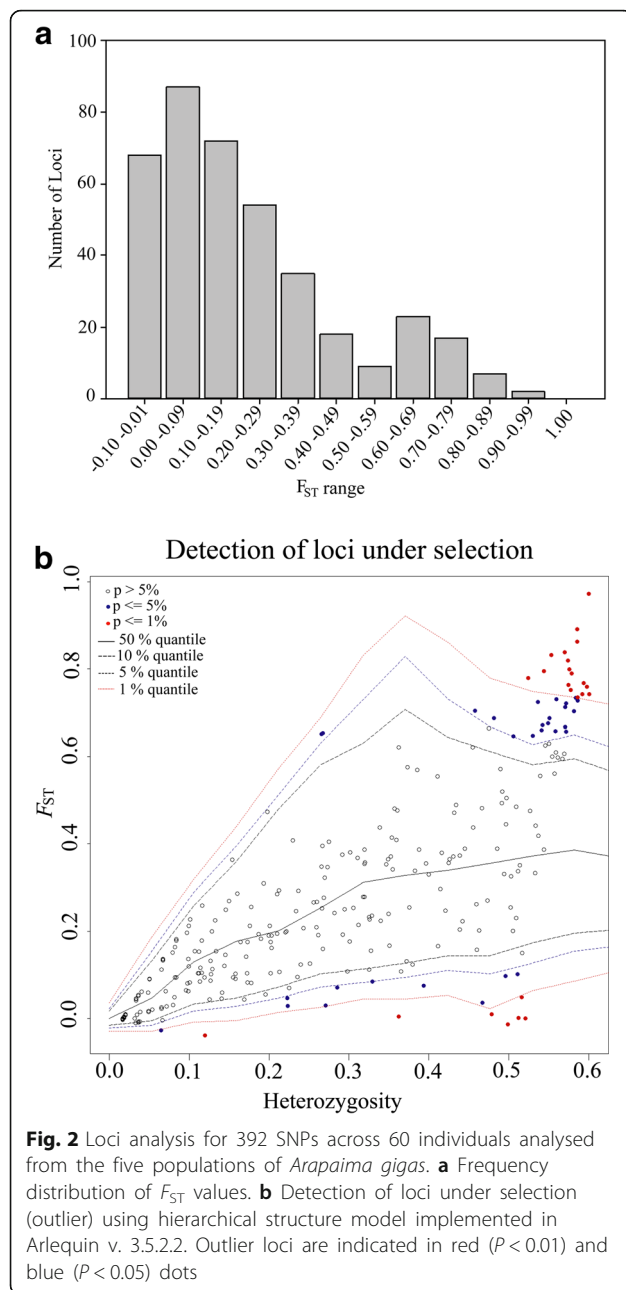 a
100
80
60
40
20
0
Number of Loci
-0.10 -0.01
0.00 -0.09
0.10 -0.19
0.20 -0.29
0.30 -0.39
0.40 -0.49
0.50 -0.59
0.60 -0.69
0.70 -0.79
0.80 -0.89
0.90 -0.99
1.00
FST range
b
Detection of loci under selection
p > 5%
p <= 5%
p <= 1%
50 % quantile
10 % quantile
5 % quantile
1 % quantile
1.0
0.8
0.6
0.4
0.2
0.0
FST
0.0 0.1 0.2 0.3 0.4 0.5 0.6
Heterozygosity
Fig. 2 Loci analysis for 392 SNPs across 60 individuals analysed
from the five populations of Arapaima gigas. a Frequency
distribution of FST values. b Detection of loci under selection
(outlier) using hierarchical structure model implemented in
Arlequin v. 3.5.2.2. Outlier loci are indicated in red (P < 0.01) and
blue (P < 0.05) dots